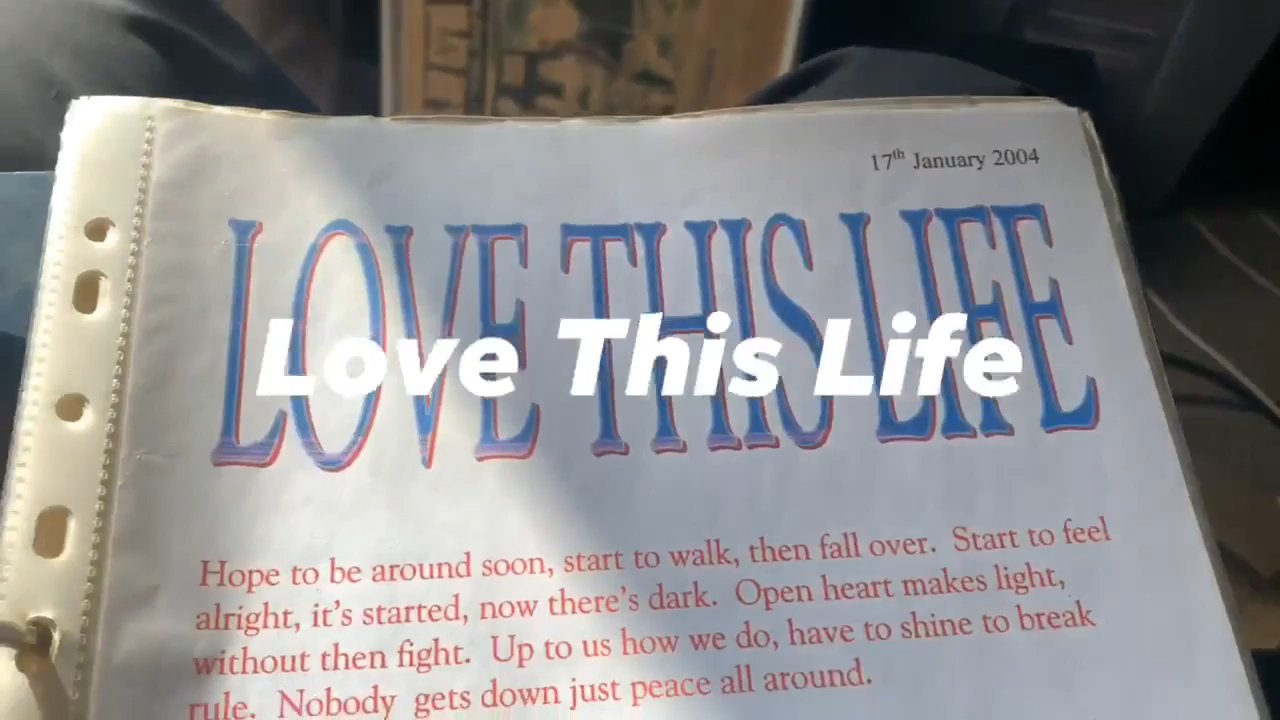 17th January 2004
LOVE THIS LIFE
Love This Life
Hope to be around soon, start to walk, then fall over. Start to feel
alright, it's started, now there's dark. Open heart makes light,
without then fight. Up to us how we do, have to shine to break
rule. Nobody gets down just peace all around.